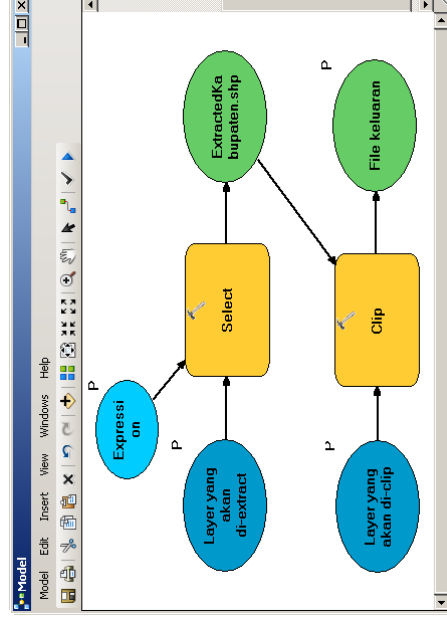 Model
Model Edit Insert View Windows Help
P
Expressi
on
P
Layer yang
akan
di-extract
Select
ExtractedKa
bupaten.shp
P
Layer yang
akan di-clip
Clip
P
File keluaran